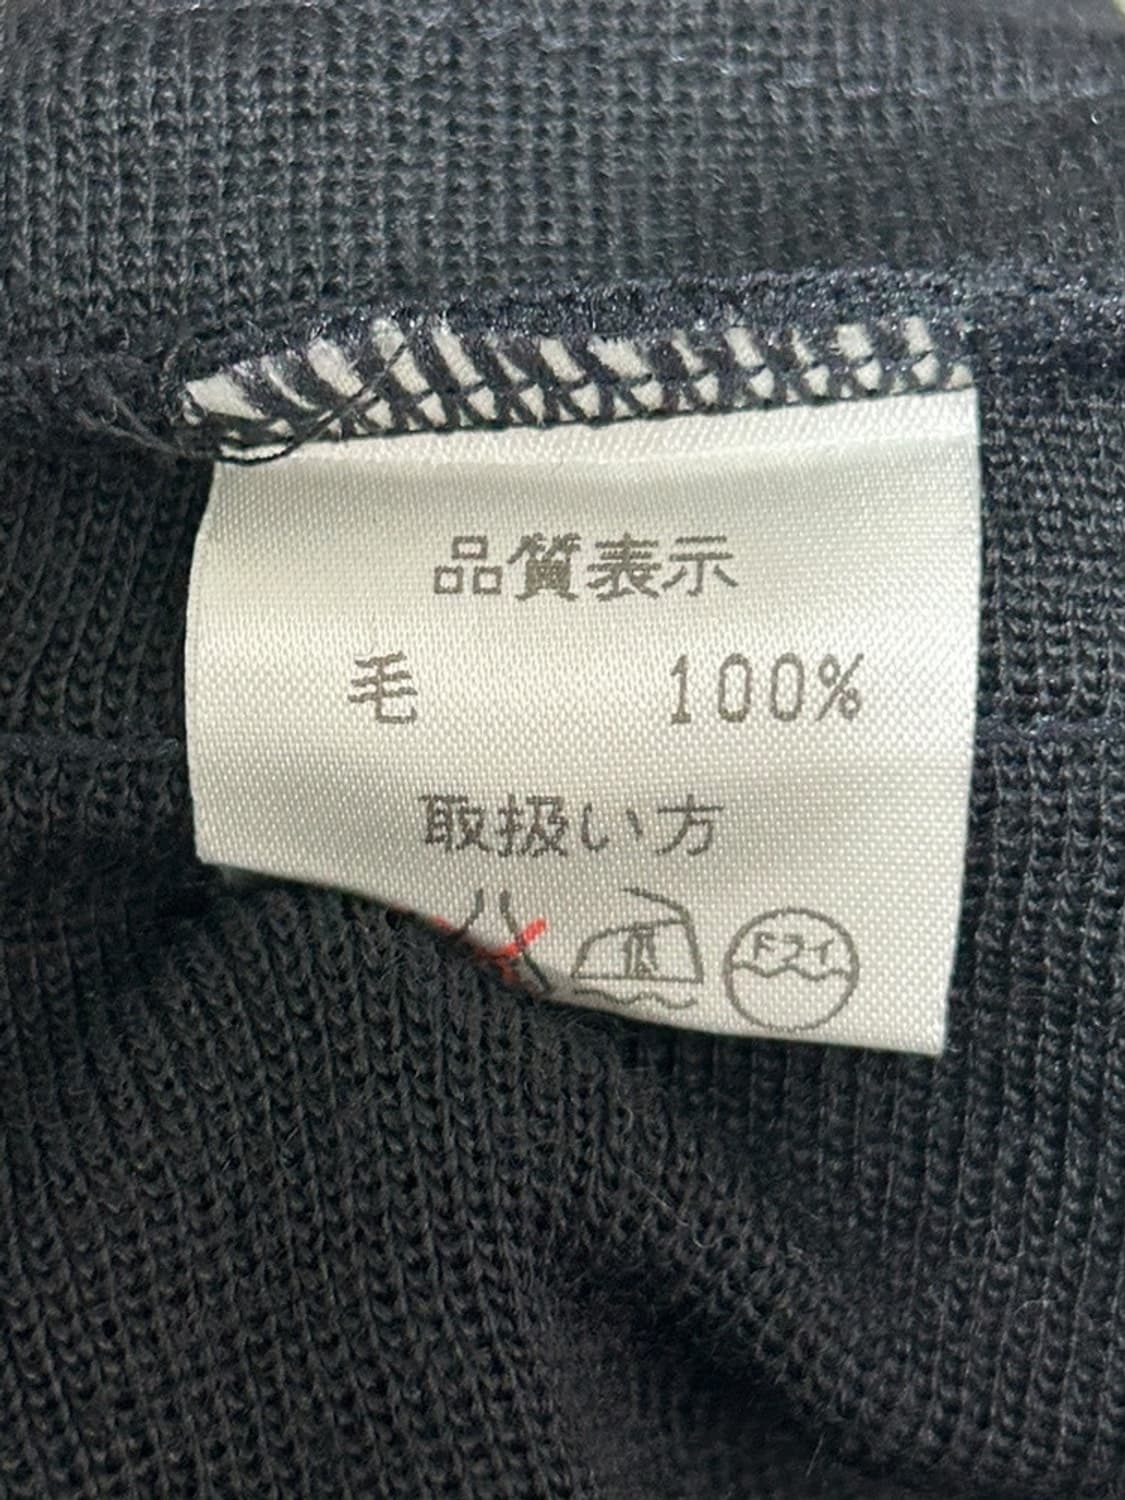 品質表示
毛 100%
取扱い方
低 ドライ